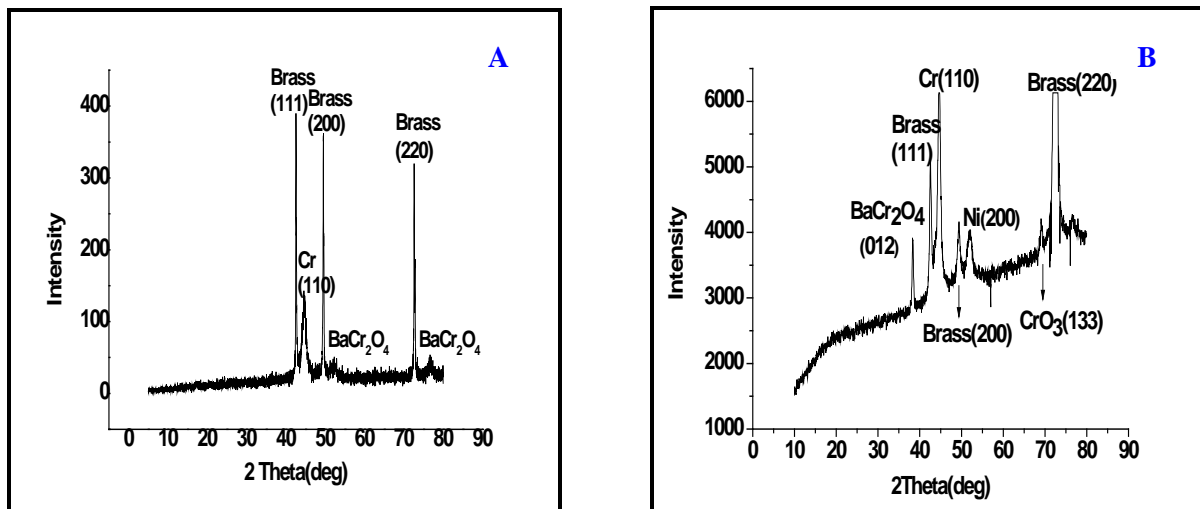 A
Brass
(111)
Brass
(200)
Brass
(220)
Cr
(110)
BaCr₂O₄
BaCr₂O₄
400
300
200
100
0
Intensity
0 10 20 30 40 50 60 70 80 90
2 Theta(deg)
B
Cr(110)
Brass(220)
Brass
(111)
BaCr₂O₄
(012)
Ni(200)
Brass(200)
CrO₃(133)
6000
5000
4000
3000
2000
1000
Intensity
0 10 20 30 40 50 60 70 80 90
2Theta(deg)